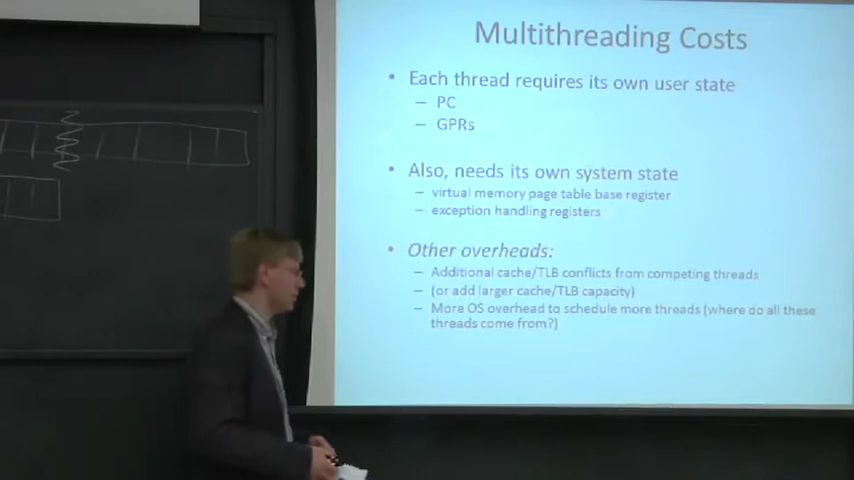 Multithreading Costs
• Each thread requires its own user state
– PC
– GPRs
• Also, needs its own system state
– virtual memory page table base register
– exception handling registers
• Other overheads:
– Additional cache/TLB conflicts from competing threads
– (or add larger cache/TLB capacity)
– More OS overhead to schedule more threads (where do all these
threads come from?)